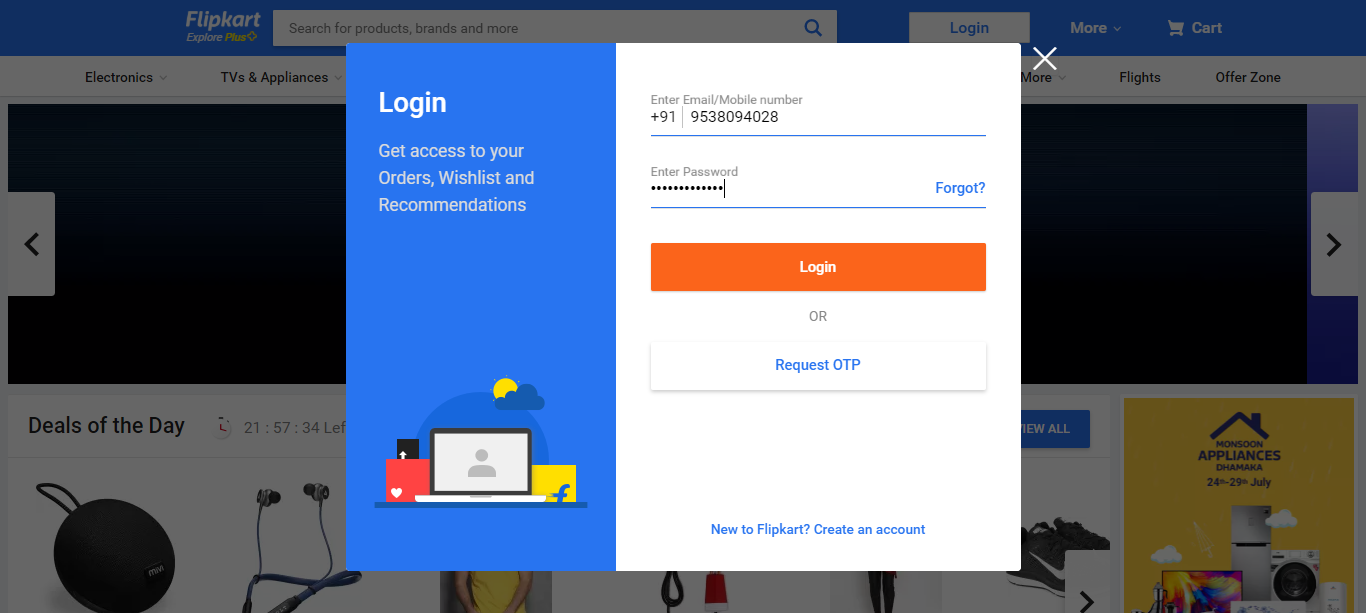 Flipkart
Explore Plus
Search for products, brands and more
Login
More
Cart
Electronics
TVs & Appliances
More
Flights
Offer Zone
Login
Get access to your
Orders, Wishlist and
Recommendations
Enter Email/Mobile number
+91 9538094028
Enter Password
•••••••••••••
Forgot?
Login
OR
Request OTP
New to Flipkart? Create an account
Deals of the Day
21 : 57 : 34 Lef
VIEW ALL
MONSOON
APPLIANCES
DHAMAKA
24th-29th July
mivi